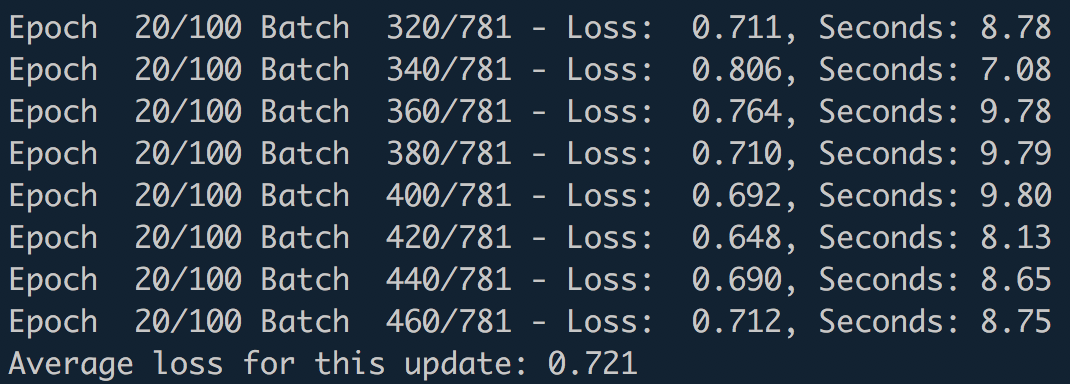 Epoch  20/100 Batch  320/781 - Loss:  0.711, Seconds: 8.78
Epoch  20/100 Batch  340/781 - Loss:  0.806, Seconds: 7.08
Epoch  20/100 Batch  360/781 - Loss:  0.764, Seconds: 9.78
Epoch  20/100 Batch  380/781 - Loss:  0.710, Seconds: 9.79
Epoch  20/100 Batch  400/781 - Loss:  0.692, Seconds: 9.80
Epoch  20/100 Batch  420/781 - Loss:  0.648, Seconds: 8.13
Epoch  20/100 Batch  440/781 - Loss:  0.690, Seconds: 8.65
Epoch  20/100 Batch  460/781 - Loss:  0.712, Seconds: 8.75
Average loss for this update: 0.721